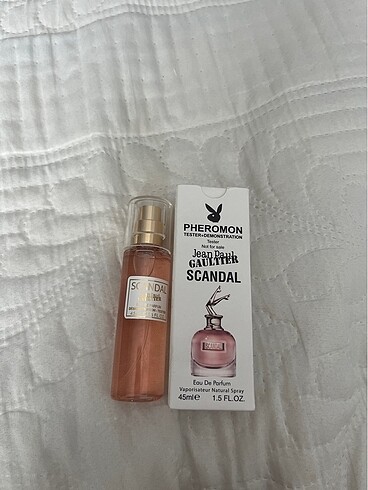 PHEROMON
TESTER+DEMONSTRATION
Tester
Not for sale
Jean Paul
GAULTIER
SCANDAL
SCANDAL
Eau De Parfum
Vaporisateur Natural Spray
45ml℮ 1.5 FL.OZ.
SCANDAL